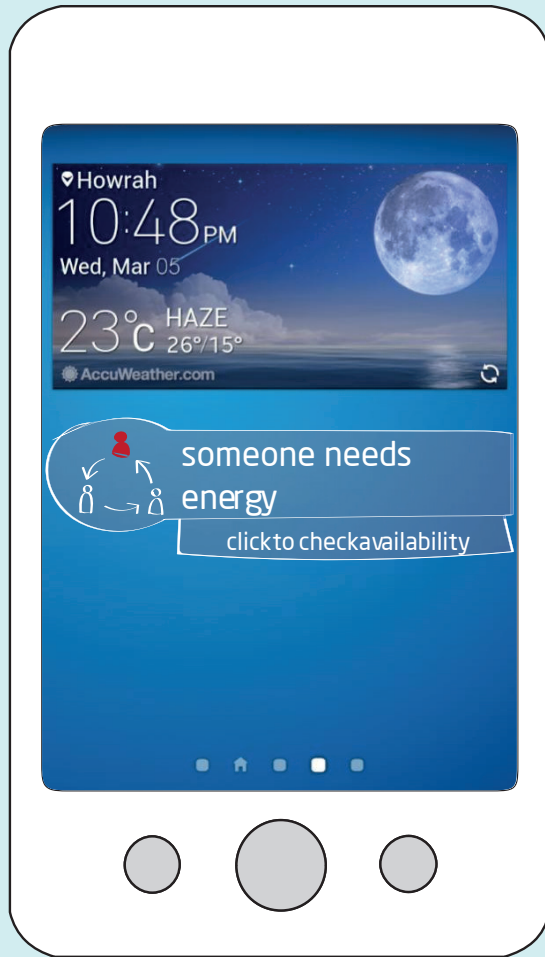 Howrah
10:48PM
Wed, Mar 05
23°c HAZE
26°/15°
AccuWeather.com
someone needs
energy
clickto checkavailability